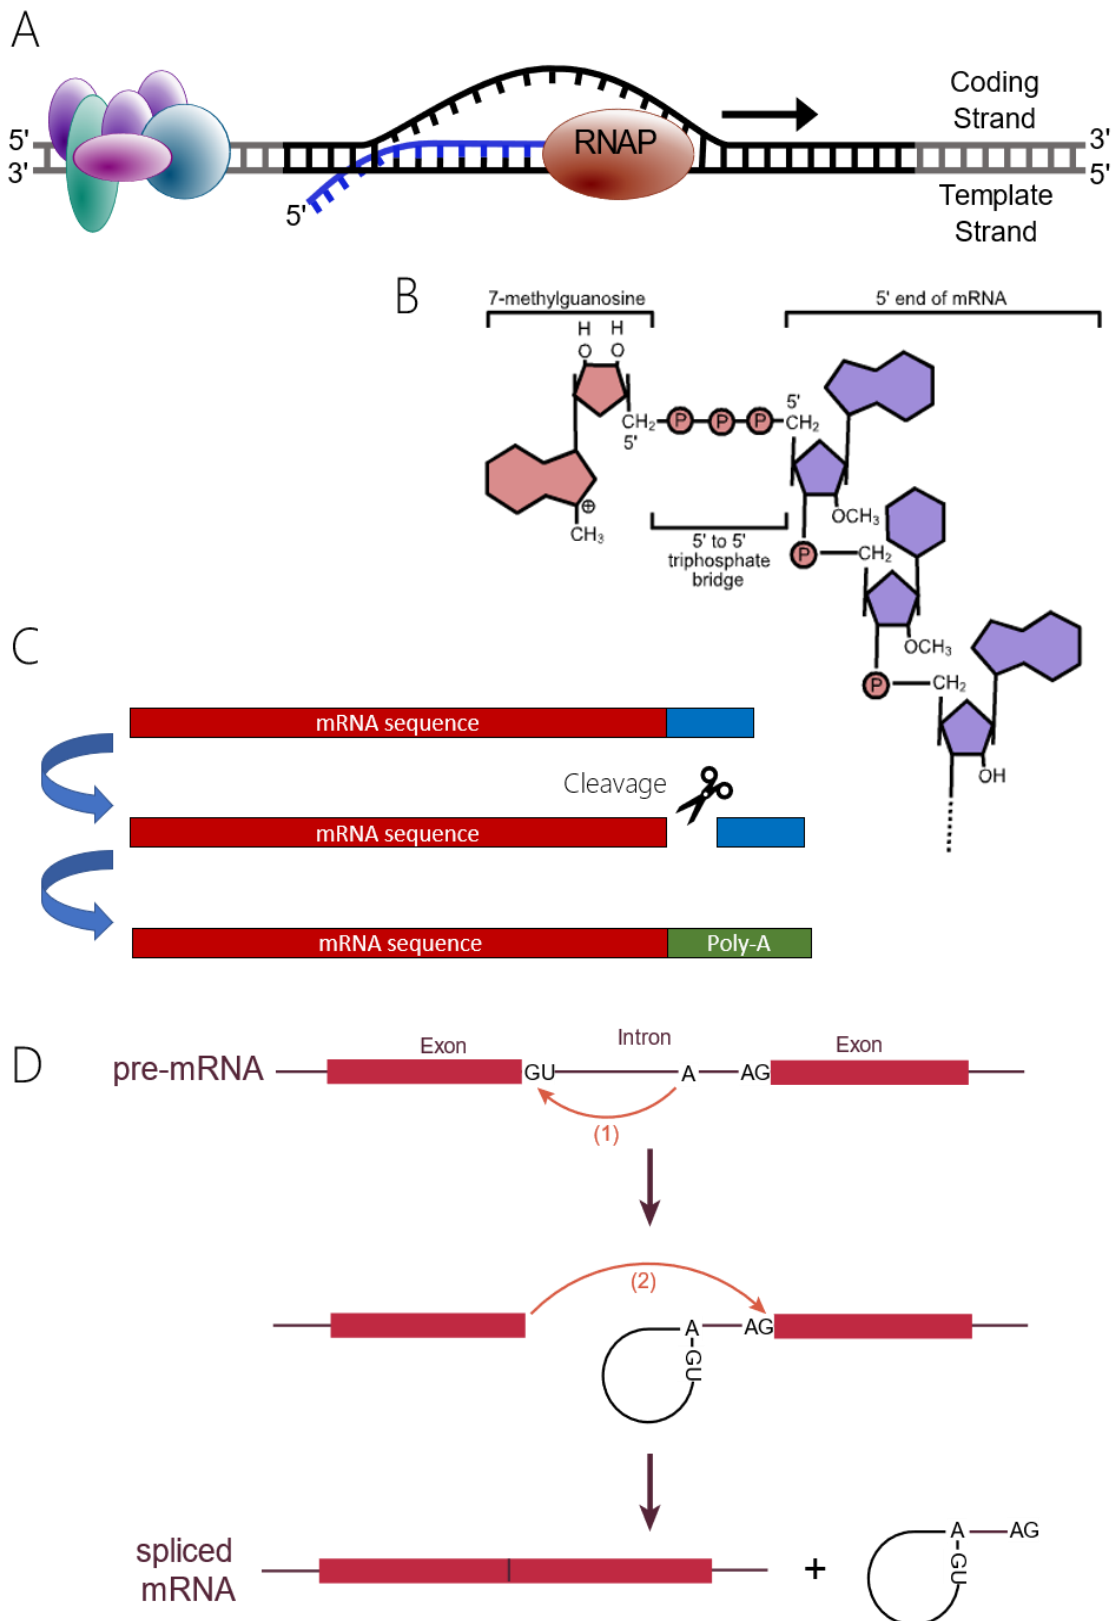 A
Coding
Strand
5'
3'
RNAP
3'
5'
5'
Template
Strand
B
7-methylguanosine
5' end of mRNA
H H
O O
CH₂
5'
P P P
5'
CH₂
⊕
CH₃
OCH₃
5' to 5'
triphosphate
bridge
P
CH₂
OCH₃
P
CH₂
OH
C
mRNA sequence
Cleavage
mRNA sequence
mRNA sequence Poly-A
D
pre-mRNA
Exon
Intron
Exon
GU
A
AG
(1)
(2)
A
AG
GU
spliced
mRNA
+
A
AG
GU